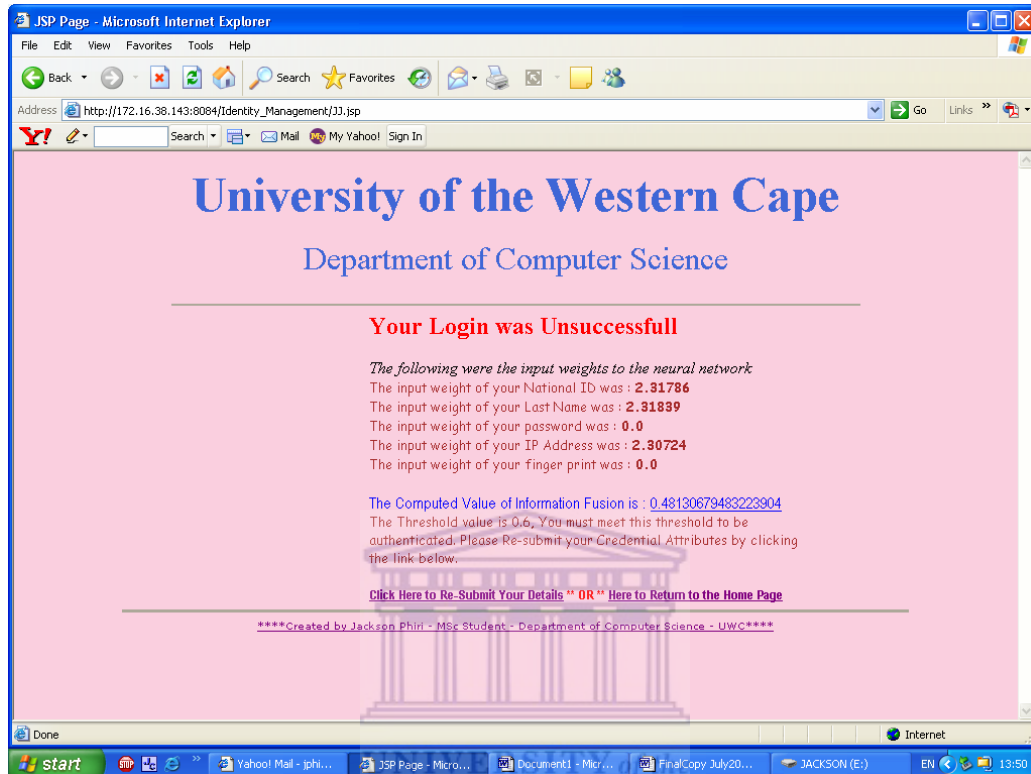 JSP Page - Microsoft Internet Explorer
File Edit View Favorites Tools Help
Back Search Favorites
Address http://172.16.38.143:8084/Identity_Management/JJ.jsp Go Links »
Y! Search Mail My Yahoo! Sign In
University of the Western Cape
Department of Computer Science
Your Login was Unsuccessfull
The following were the input weights to the neural network
The input weight of your National ID was : 2.31786
The input weight of your Last Name was : 2.31839
The input weight of your password was : 0.0
The input weight of your IP Address was : 2.30724
The input weight of your finger print was : 0.0
The Computed Value of Information Fusion is : 0.48130679483223904
The Threshold value is 0.6, You must meet this threshold to be
authenticated. Please Re-submit your Credential Attributes by clicking
the link below.
Click Here to Re-Submit Your Details ** OR ** Here to Return to the Home Page
****Created by Jackson Phiri - MSc Student - Department of Computer Science - UWC****
Done Internet
UNIVERSITY of
start STOP » Yahoo! Mail - jphi... JSP Page - Micro... Document1 - Micr... FinalCopy July20... JACKSON (E:) EN 13:50